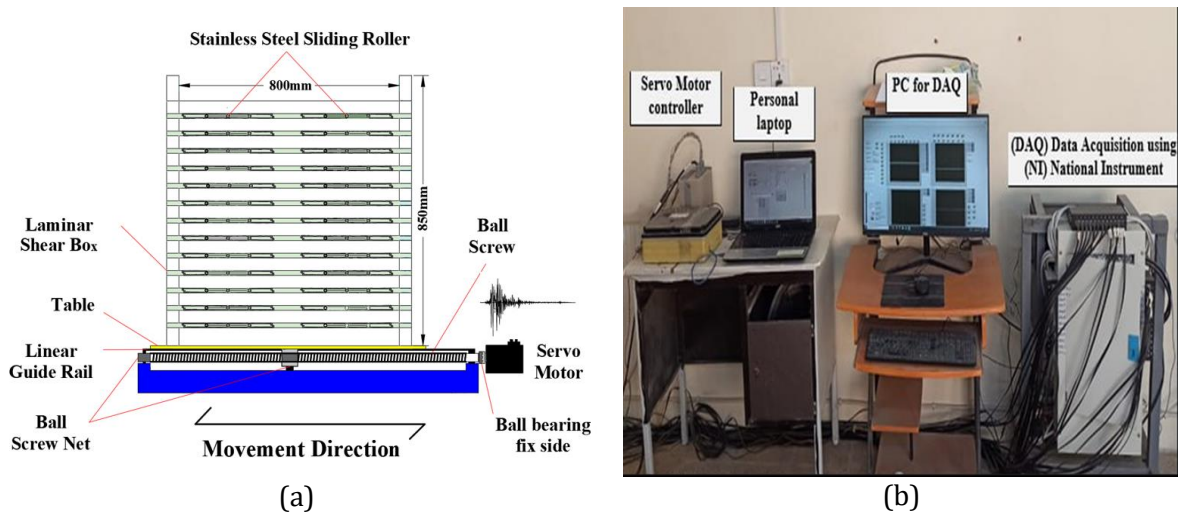 Stainless Steel Sliding Roller
800mm
850mm
Laminar
Shear Box
Ball
Screw
Table
Linear
Guide Rail
Servo
Motor
Ball
Screw Net
Ball bearing
fix side
Movement Direction
(a)
Servo Motor
controller
Personal
laptop
PC for DAQ
(DAQ) Data Acquisition using
(NI) National Instrument
(b)